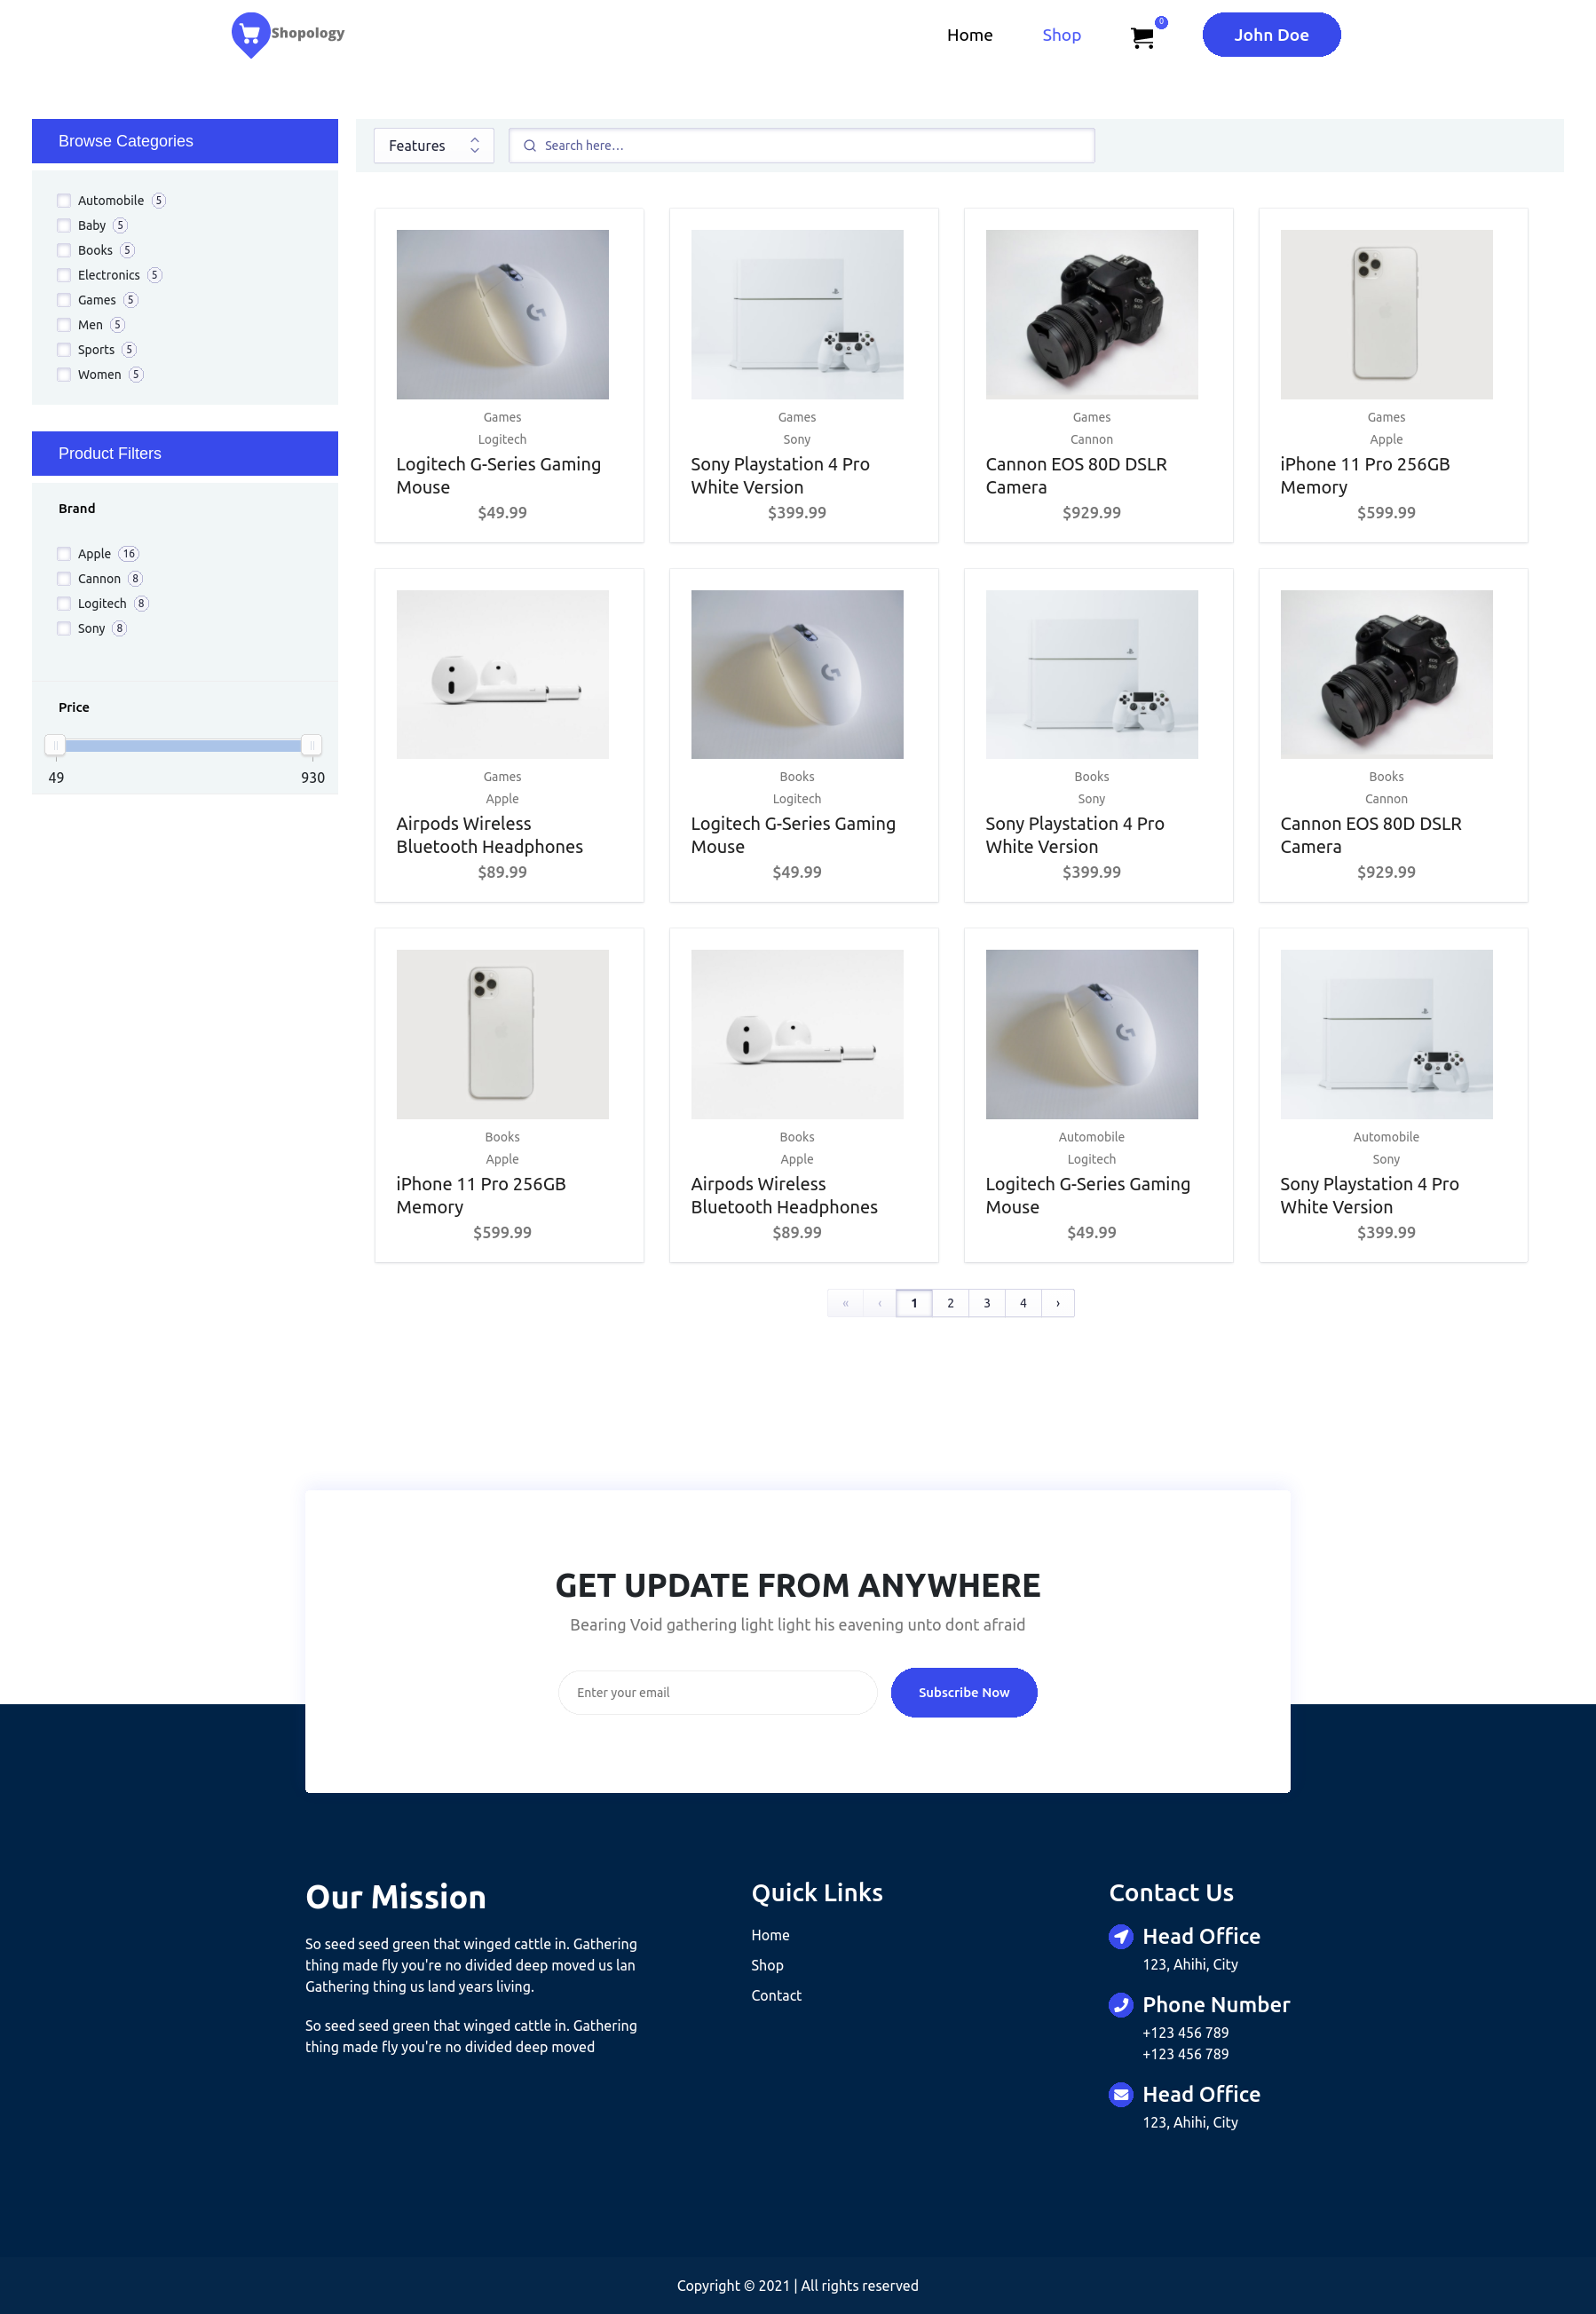 Shopology
Home
Shop
0
John Doe
Browse Categories
Automobile 5
Baby 5
Books 5
Electronics 5
Games 5
Men 5
Sports 5
Women 5
Product Filters
Brand
Apple 16
Cannon 8
Logitech 8
Sony 8
Price
49 930
Features
Search here...
Games
Logitech
Logitech G-Series Gaming
Mouse
$49.99
Games
Sony
Sony Playstation 4 Pro
White Version
$399.99
Games
Cannon
Cannon EOS 80D DSLR
Camera
$929.99
Games
Apple
iPhone 11 Pro 256GB
Memory
$599.99
Games
Apple
Airpods Wireless
Bluetooth Headphones
$89.99
Books
Logitech
Logitech G-Series Gaming
Mouse
$49.99
Books
Sony
Sony Playstation 4 Pro
White Version
$399.99
Books
Cannon
Cannon EOS 80D DSLR
Camera
$929.99
Books
Apple
iPhone 11 Pro 256GB
Memory
$599.99
Books
Apple
Airpods Wireless
Bluetooth Headphones
$89.99
Automobile
Logitech
Logitech G-Series Gaming
Mouse
$49.99
Automobile
Sony
Sony Playstation 4 Pro
White Version
$399.99
« ‹ 1 2 3 4 ›
GET UPDATE FROM ANYWHERE
Bearing Void gathering light light his eavening unto dont afraid
Enter your email
Subscribe Now
Our Mission
So seed seed green that winged cattle in. Gathering
thing made fly you're no divided deep moved us lan
Gathering thing us land years living.
So seed seed green that winged cattle in. Gathering
thing made fly you're no divided deep moved
Quick Links
Home
Shop
Contact
Contact Us
Head Office
123, Ahihi, City
Phone Number
+123 456 789
+123 456 789
Head Office
123, Ahihi, City
Copyright © 2021 | All rights reserved